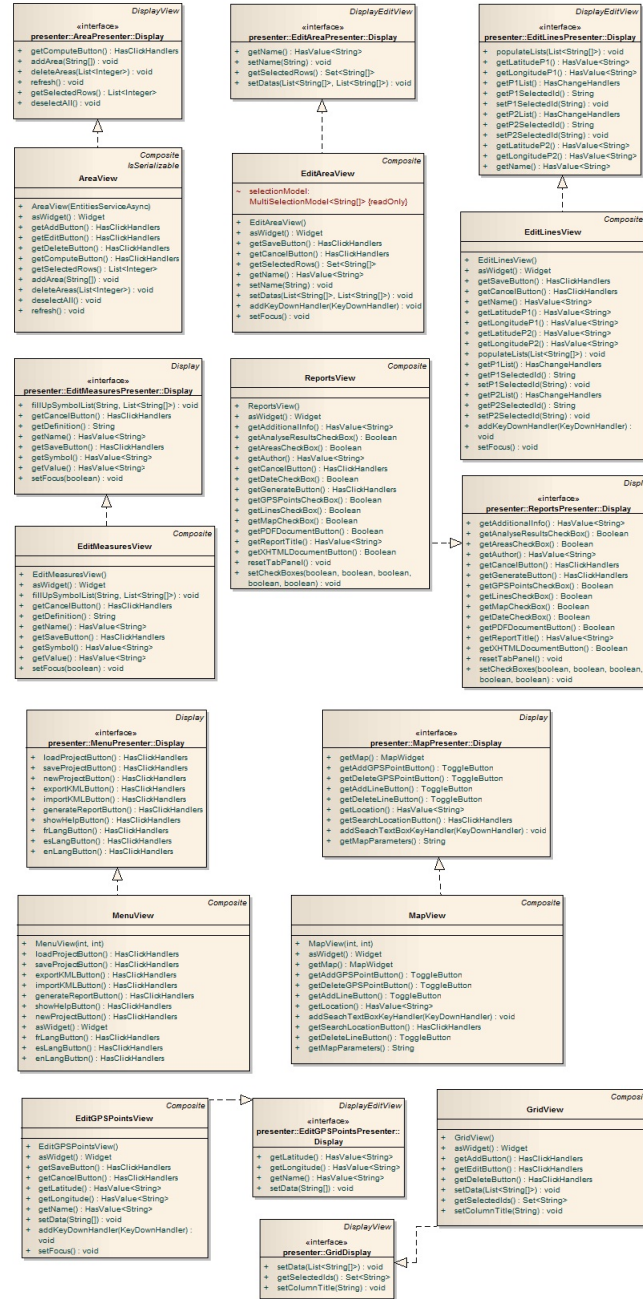 DisplayView
«interface»
presenter::AreaPresenter::Display
+ getComputeButton() : HasClickHandlers
+ addArea(String[]) : void
+ deleteAreas(List<Integer>) : void
+ refresh() : void
+ getSelectedRows() : List<Integer>
+ deselectAll() : void
DisplayEditView
«interface»
presenter::EditAreaPresenter::Display
+ getName() : HasValue<String>
+ setName(String) : void
+ getSelectedRow() : Set<String[]>
+ setDatas(List<String[]>, List<String[]>) : void
DisplayEditView
«interface»
presenter::EditLinesPresenter::Display
+ populateLists(List<String[]>) : void
+ getLatitudeP1() : HasValue<String>
+ getLongitudeP1() : HasValue<String>
+ getP1List() : HasChangeHandlers
+ getP1SelectedId() : String
+ setP1SelectedId(String) : void
+ getP2List() : HasChangeHandlers
+ getP2SelectedId() : String
+ setP2SelectedId(String) : void
+ getLatitudeP2() : HasValue<String>
+ getLongitudeP2() : HasValue<String>
+ getName() : HasValue<String>
Composite
IsSerializable
AreaView
+ AreaView(EntitiesServiceAsync)
+ asWidget() : Widget
+ getAddButton() : HasClickHandlers
+ getEditButton() : HasClickHandlers
+ getDeleteButton() : HasClickHandlers
+ getComputeButton() : HasClickHandlers
+ getSelectedRows() : List<Integer>
+ addArea(String[]) : void
+ deleteAreas(List<Integer>) : void
+ deselectAll() : void
+ refresh() : void
Composite
EditAreaView
~ selectionModel:
MultiSelectionModel<String[]> {readOnly}
+ EditAreaView()
+ asWidget() : Widget
+ getSaveButton() : HasClickHandlers
+ getCancelButton() : HasClickHandlers
+ getSelectedRows() : Set<String[]>
+ getName() : HasValue<String>
+ setName(String) : void
+ setDatas(List<String[]>, List<String[]>) : void
+ addKeyDownHandler(KeyDownHandler) : void
+ setFocus() : void
Composite
EditLinesView
+ EditLinesView()
+ asWidget() : Widget
+ getSaveButton() : HasClickHandlers
+ getCancelButton() : HasClickHandlers
+ getName() : HasValue<String>
+ getLatitudeP1() : HasValue<String>
+ getLongitudeP1() : HasValue<String>
+ getLatitudeP2() : HasValue<String>
+ getLongitudeP2() : HasValue<String>
+ populateLists(List<String[]>) : void
+ getP1List() : HasChangeHandlers
+ getP1SelectedId() : String
+ setP1SelectedId(String) : void
+ getP2List() : HasChangeHandlers
+ getP2SelectedId() : String
+ setP2SelectedId(String) : void
+ addKeyDownHandler(KeyDownHandler) :
void
+ setFocus() : void
Display
«interface»
presenter::EditMeasuresPresenter::Display
+ fillUpSymbolList(String, List<String[]>) : void
+ getCancelButton() : HasClickHandlers
+ getDefinition() : String
+ getName() : HasValue<String>
+ getSaveButton() : HasClickHandlers
+ getSymbol() : HasValue<String>
+ getValue() : HasValue<String>
+ setFocus(boolean) : void
Composite
ReportsView
+ ReportsView()
+ asWidget() : Widget
+ getAdditionalInfo() : HasValue<String>
+ getAnalyseResultsCheckBox() : Boolean
+ getAreasCheckBox() : Boolean
+ getAuthor() : HasValue<String>
+ getCancelButton() : HasClickHandlers
+ getDateCheckBox() : Boolean
+ getGenerateButton() : HasClickHandlers
+ getGPSPointsCheckBox() : Boolean
+ getLinesCheckBox() : Boolean
+ getMapCheckBox() : Boolean
+ getPDFDocumentButton() : Boolean
+ getReportTitle() : HasValue<String>
+ getXHTMLDocumentButton() : Boolean
+ resetTabPanel() : void
+ setCheckBoxes(boolean, boolean, boolean,
boolean, boolean) : void
Displa
«interface»
presenter::ReportsPresenter::Display
+ getAdditionalInfo() : HasValue<String>
+ getAnalyseResultsCheckBox() : Boolean
+ getAreasCheckBox() : Boolean
+ getAuthor() : HasValue<String>
+ getCancelButton() : HasClickHandlers
+ getGenerateButton() : HasClickHandlers
+ getGPSPointsCheckBox() : Boolean
+ getLinesCheckBox() : Boolean
+ getMapCheckBox() : Boolean
+ getDateCheckBox() : Boolean
+ getPDFDocumentButton() : Boolean
+ getReportTitle() : HasValue<String>
+ getXHTMLDocumentButton() : Boolean
+ resetTabPanel() : void
+ setCheckBoxes(boolean, boolean, boolean,
boolean, boolean) : void
Composite
EditMeasuresView
+ EditMeasuresView()
+ asWidget() : Widget
+ fillUpSymbolList(String, List<String[]>) : void
+ getCancelButton() : HasClickHandlers
+ getDefinition() : String
+ getName() : HasValue<String>
+ getSaveButton() : HasClickHandlers
+ getSymbol() : HasValue<String>
+ getValue() : HasValue<String>
+ setFocus(boolean) : void
Display
«interface»
presenter::MenuPresenter::Display
+ loadProjectButton() : HasClickHandlers
+ saveProjectButton() : HasClickHandlers
+ newProjectButton() : HasClickHandlers
+ exportKMLButton() : HasClickHandlers
+ importKMLButton() : HasClickHandlers
+ generateReportButton() : HasClickHandlers
+ showHelpButton() : HasClickHandlers
+ frLangButton() : HasClickHandlers
+ esLangButton() : HasClickHandlers
+ enLangButton() : HasClickHandlers
Display
«interface»
presenter::MapPresenter::Display
+ getMap() : MapWidget
+ getAddGPSPointButton() : ToggleButton
+ getDeleteGPSPointButton() : ToggleButton
+ getAddLineButton() : ToggleButton
+ getDeleteLineButton() : ToggleButton
+ getLocation() : HasValue<String>
+ getSearchLocationButton() : HasClickHandlers
+ addSeachTextBoxKeyHandler(KeyDownHandler) : void
+ getMapParameters() : String
Composite
MenuView
+ MenuView(int, int)
+ loadProjectButton() : HasClickHandlers
+ saveProjectButton() : HasClickHandlers
+ exportKMLButton() : HasClickHandlers
+ importKMLButton() : HasClickHandlers
+ generateReportButton() : HasClickHandlers
+ showHelpButton() : HasClickHandlers
+ newProjectButton() : HasClickHandlers
+ asWidget() : Widget
+ frLangButton() : HasClickHandlers
+ esLangButton() : HasClickHandlers
+ enLangButton() : HasClickHandlers
Composite
MapView
+ MapView(int, int)
+ asWidget() : Widget
+ getMap() : MapWidget
+ getAddGPSPointButton() : ToggleButton
+ getDeleteGPSPointButton() : ToggleButton
+ getAddLineButton() : ToggleButton
+ getLocation() : HasValue<String>
+ addSeachTextBoxKeyHandler(KeyDownHandler) : void
+ getSearchLocationButton() : HasClickHandlers
+ getDeleteLineButton() : ToggleButton
+ getMapParameters() : String
Composite
EditGPSPointsView
+ EditGPSPointsView()
+ asWidget() : Widget
+ getSaveButton() : HasClickHandlers
+ getCancelButton() : HasClickHandlers
+ getLatitude() : HasValue<String>
+ getLongitude() : HasValue<String>
+ getName() : HasValue<String>
+ setData(String[]) : void
+ addKeyDownHandler(KeyDownHandler) :
void
+ setFocus() : void
DisplayEditView
«interface»
presenter::EditGPSPointsPresenter::
Display
+ getLatitude() : HasValue<String>
+ getLongitude() : HasValue<String>
+ getName() : HasValue<String>
+ setData(String[]) : void
Compos
GridView
+ GridView()
+ asWidget() : Widget
+ getAddButton() : HasClickHandlers
+ getEditButton() : HasClickHandlers
+ getDeleteButton() : HasClickHandlers
+ setData(List<String[]>) : void
+ getSelectedIds() : Set<String>
+ setColumnTitle(String) : void
DisplayView
«interface»
presenter::GridDisplay
+ setData(List<String[]>) : void
+ getSelectedIds() : Set<String>
+ setColumnTitle(String) : void